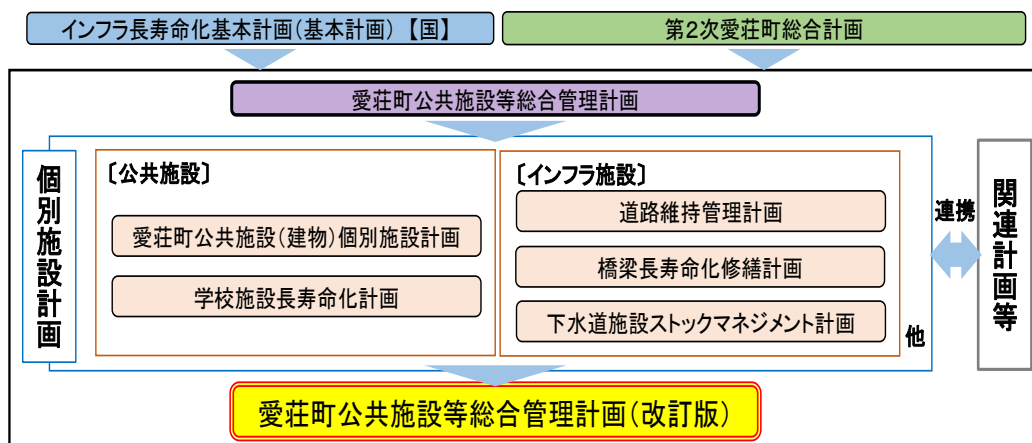 インフラ長寿命化基本計画(基本計画)【国】
第2次愛荘町総合計画
愛荘町公共施設等総合管理計画
個別施設計画
〔公共施設〕
愛荘町公共施設(建物)個別施設計画
学校施設長寿命化計画
〔インフラ施設〕
道路維持管理計画
橋梁長寿命化修繕計画
下水道施設ストックマネジメント計画
他
連携
関連計画等
愛荘町公共施設等総合管理計画(改訂版)